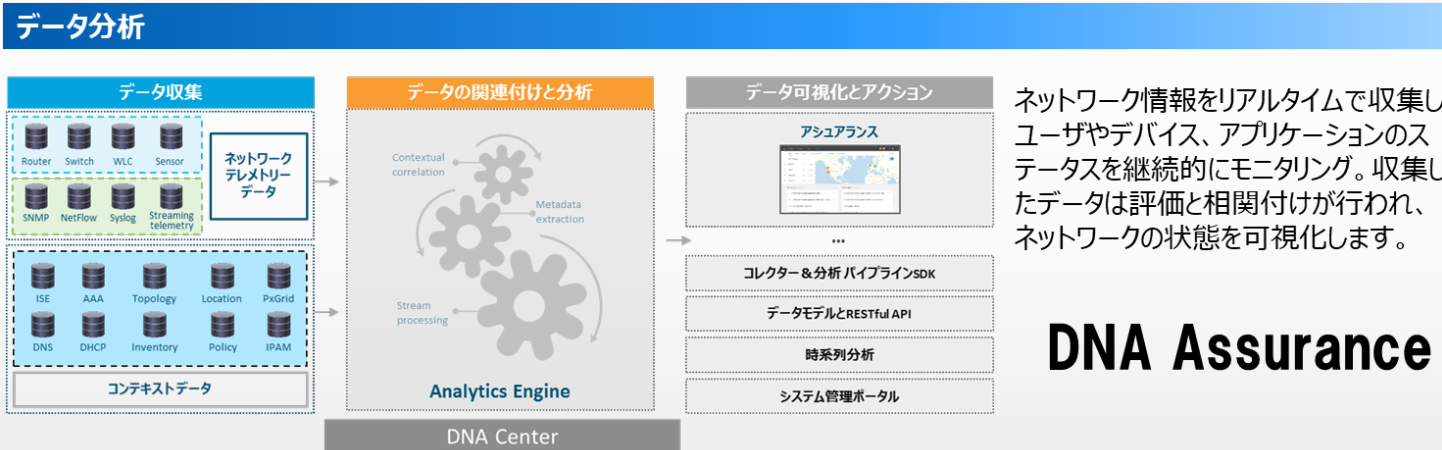 データ分析
データ収集
Router Switch WLC Sensor
SNMP NetFlow Syslog Streaming
telemetry
ネットワーク
テレメトリー
データ
ISE AAA Topology Location PxGrid
DNS DHCP Inventory Policy IPAM
コンテキストデータ
データの関連付けと分析
Contextual
correlation
Metadata
extraction
Stream
processing
Analytics Engine
DNA Center
データ可視化とアクション
アシュアランス
...
コレクター＆分析 パイプラインSDK
データモデルとRESTful API
時系列分析
システム管理ポータル
ネットワーク情報をリアルタイムで収集し
ユーザやデバイス、アプリケーションのス
テータスを継続的にモニタリング。収集し
たデータは評価と相関付けが行われ、
ネットワークの状態を可視化します。
DNA Assurance